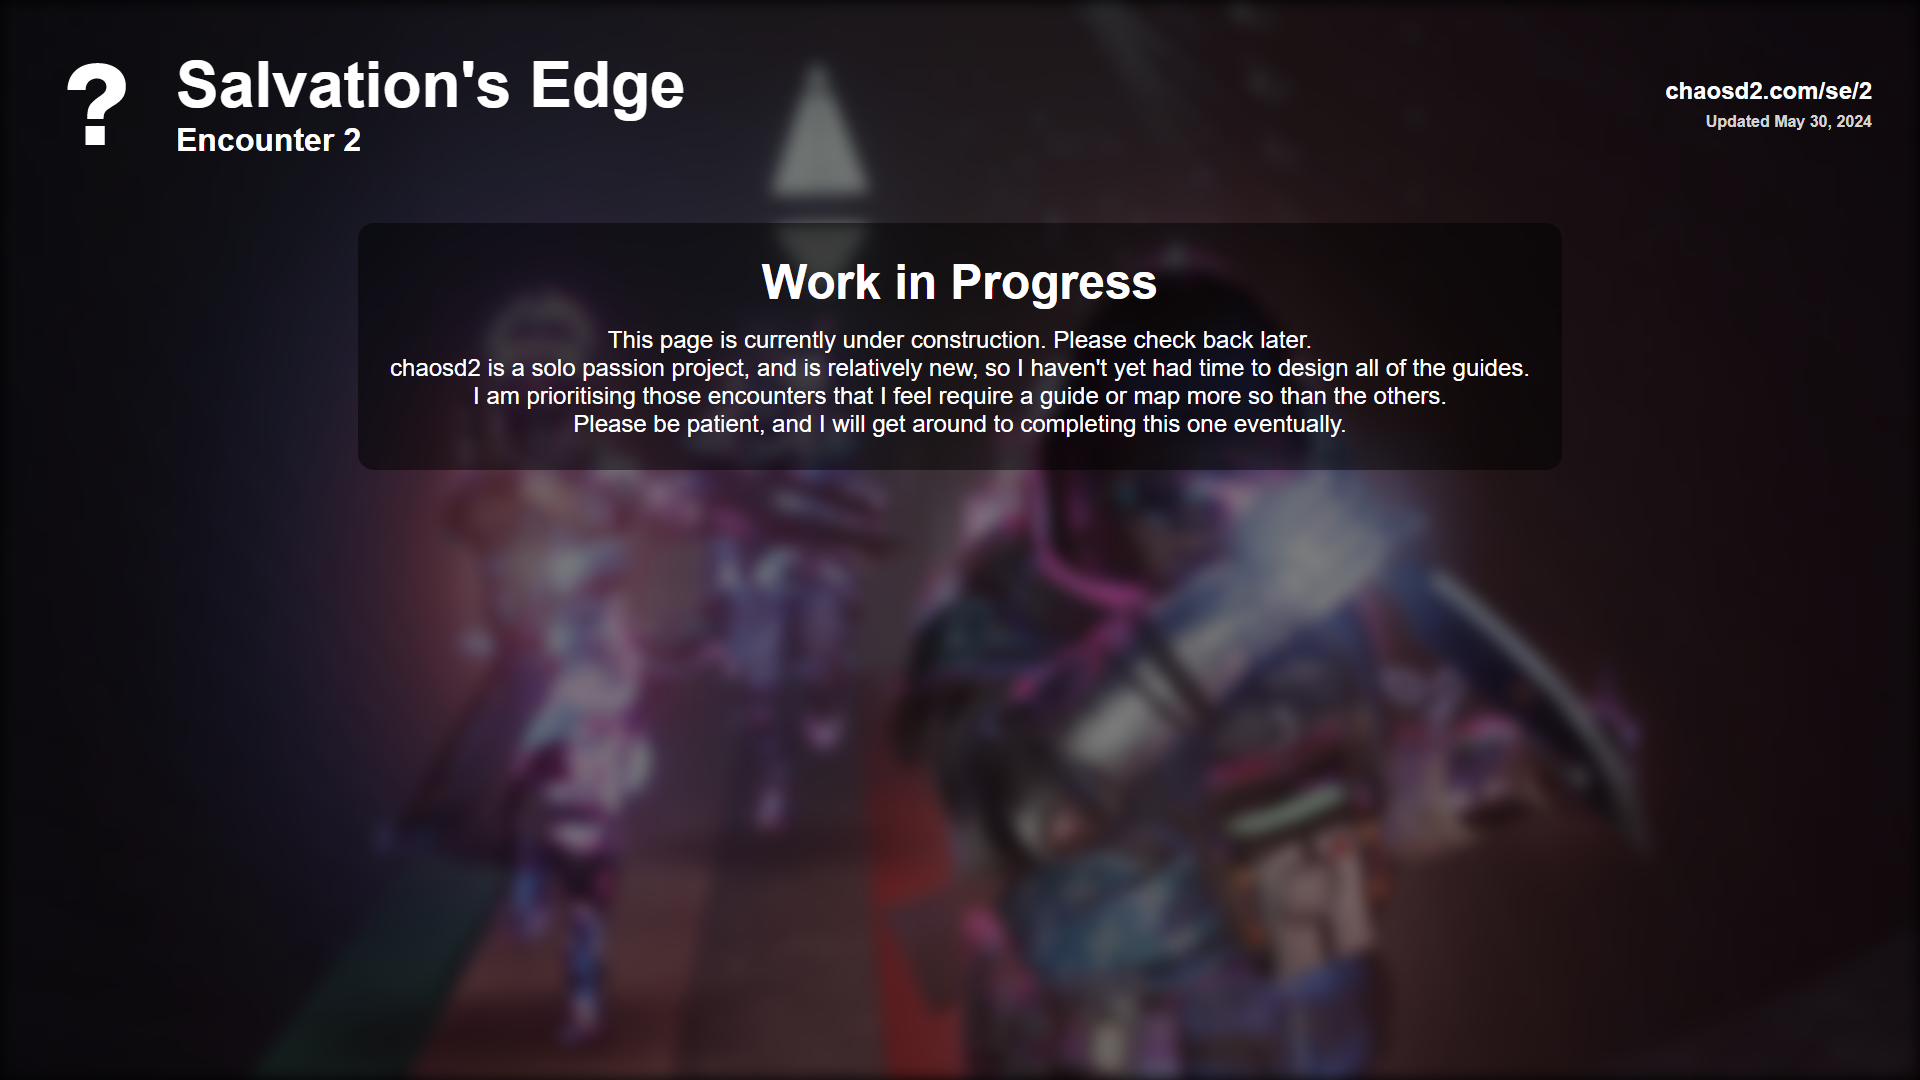 ?
Salvation's Edge
Encounter 2
chaosd2.com/se/2
Updated May 30, 2024
Work in Progress
This page is currently under construction. Please check back later.
chaosd2 is a solo passion project, and is relatively new, so I haven't yet had time to design all of the guides.
I am prioritising those encounters that I feel require a guide or map more so than the others.
Please be patient, and I will get around to completing this one eventually.